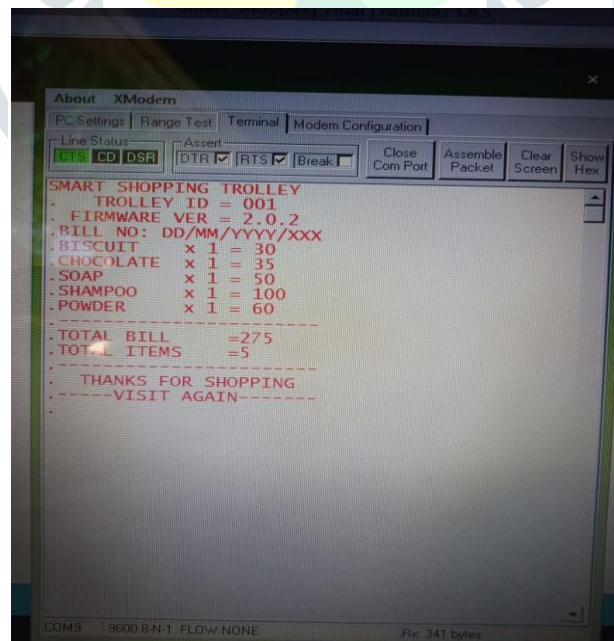 About XModem
PC Settings Range Test Terminal Modem Configuration
Line Status Assert
CTS CD DSR DTR RTS Break Close Com Port Assemble Packet Clear Screen Show Hex
SMART SHOPPING TROLLEY
. TROLLEY ID = 001
. FIRMWARE VER = 2.0.2
.BILL NO: DD/MM/YYYY/XXX
.BISCUIT x 1 = 30
.CHOCOLATE x 1 = 35
.SOAP x 1 = 50
.SHAMPOO x 1 = 100
.POWDER x 1 = 60
.------------------------
.TOTAL BILL =275
.TOTAL ITEMS =5
.------------------------
. THANKS FOR SHOPPING
.-----VISIT AGAIN-------
.
COM9 9600 8-N-1 FLOW:NONE Rx: 341 bytes